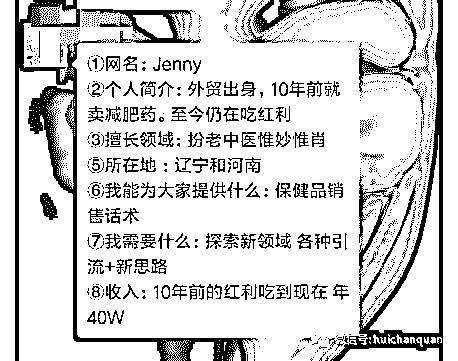 ①网名：Jenny
②个人简介：外贸出身，10年前就
卖减肥药。至今仍在吃红利
③擅长领域：扮老中医惟妙惟肖
⑤所在地：辽宁和河南
⑥我能为大家提供什么：保健品销
售话术
⑦我需要什么：探索新领域 各种引
流+新思路
⑧收入：10年前的红利吃到现在 年
40W
号:huichanquan